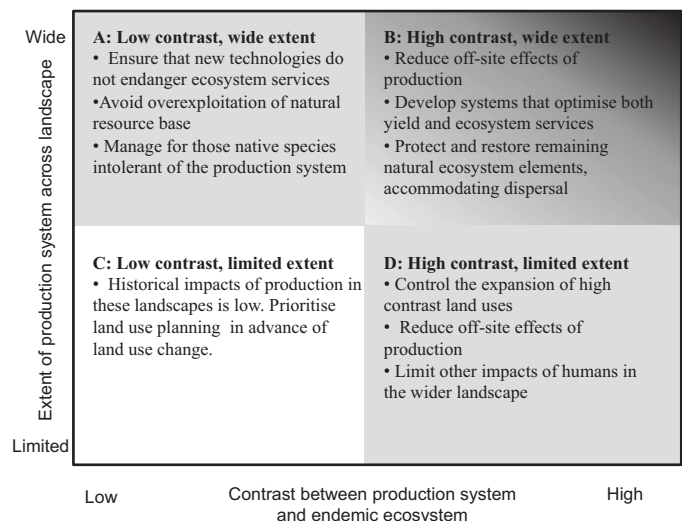 Wide
Extent of production system across landscape
Limited
A: Low contrast, wide extent
• Ensure that new technologies do
not endanger ecosystem services
•Avoid overexploitation of natural
resource base
• Manage for those native species
intolerant of the production system
B: High contrast, wide extent
• Reduce off-site effects of
production
• Develop systems that optimise both
yield and ecosystem services
• Protect and restore remaining
natural ecosystem elements,
accommodating dispersal
C: Low contrast, limited extent
• Historical impacts of production in
these landscapes is low. Prioritise
land use planning in advance of
land use change.
D: High contrast, limited extent
• Control the expansion of high
contrast land uses
• Reduce off-site effects of
production
• Limit other impacts of humans in
the wider landscape
Low
Contrast between production system
and endemic ecosystem
High